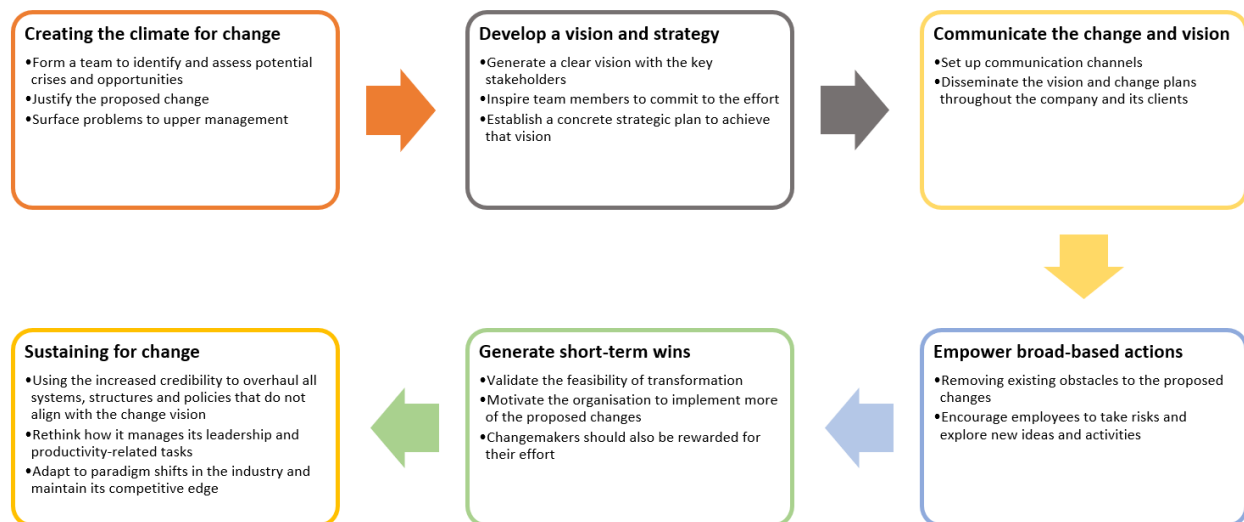 Creating the climate for change
•Form a team to identify and assess potential
crises and opportunities
•Justify the proposed change
•Surface problems to upper management
Develop a vision and strategy
•Generate a clear vision with the key
stakeholders
•Inspire team members to commit to the effort
•Establish a concrete strategic plan to achieve
that vision
Communicate the change and vision
•Set up communication channels
•Disseminate the vision and change plans
throughout the company and its clients
Empower broad-based actions
•Removing existing obstacles to the proposed
changes
•Encourage employees to take risks and
explore new ideas and activities
Generate short-term wins
•Validate the feasibility of transformation
•Motivate the organisation to implement more
of the proposed changes
•Changemakers should also be rewarded for
their effort
Sustaining for change
•Using the increased credibility to overhaul all
systems, structures and policies that do not
align with the change vision
•Rethink how it manages its leadership and
productivity-related tasks
•Adapt to paradigm shifts in the industry and
maintain its competitive edge